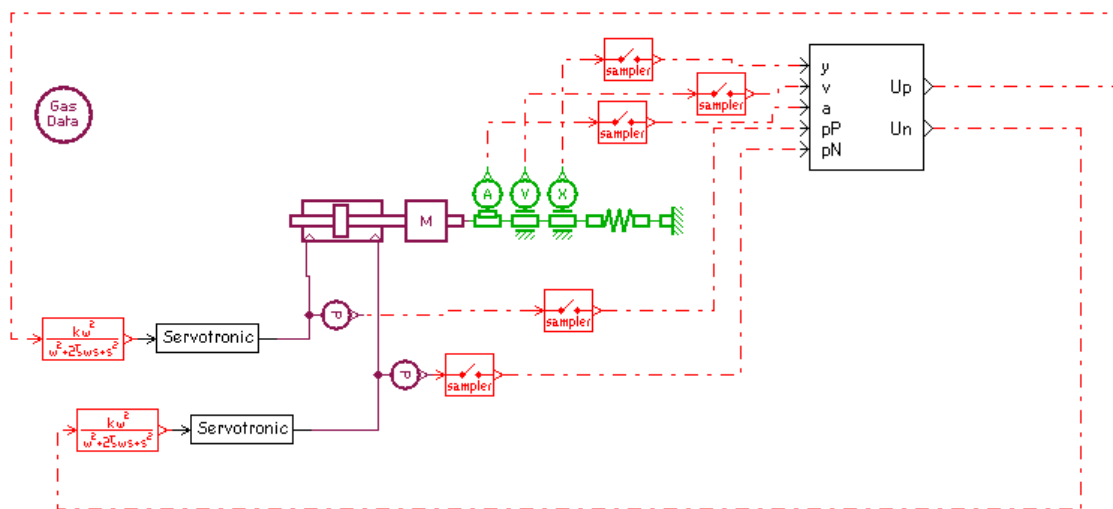 Gas
Data
sampler
sampler
sampler
y
v
a
pP
pN
Up
Un
A
V
X
M
P
sampler
kω²
ω²+2ζωs+s²
Servotronic
P
sampler
kω²
ω²+2ζωs+s²
Servotronic